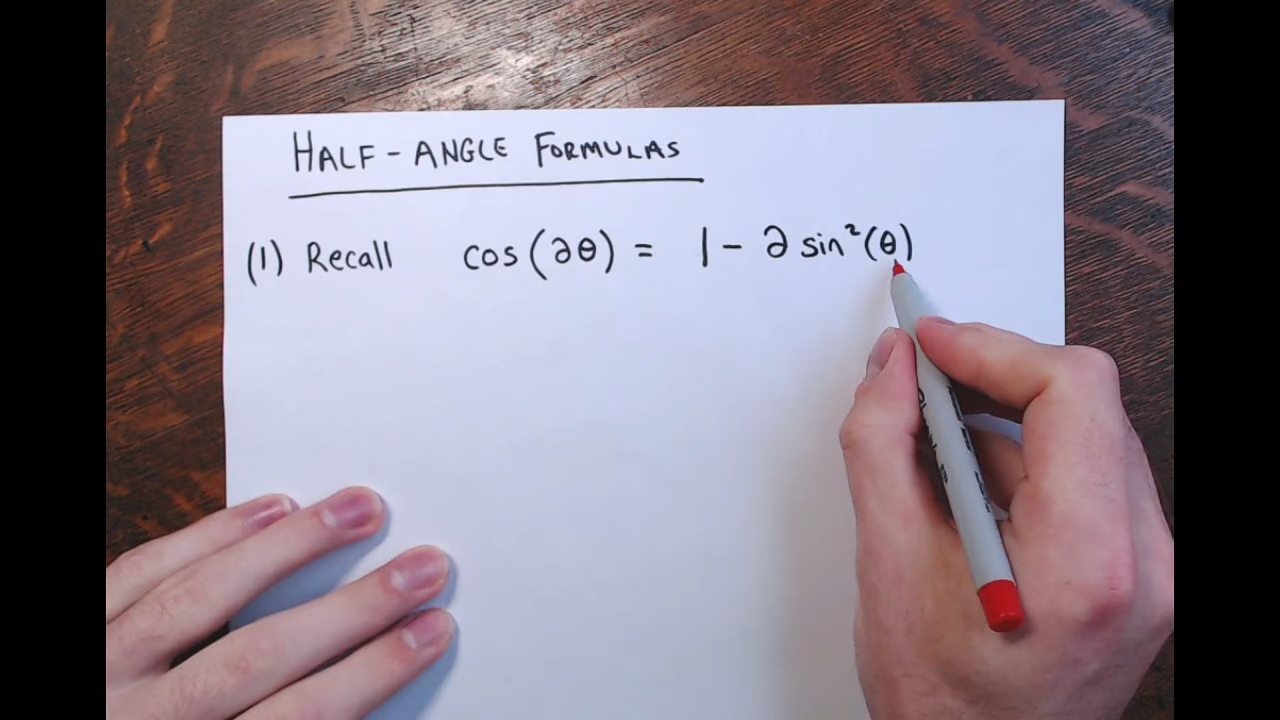 HALF-ANGLE FORMULAS
(1) Recall cos(2θ) = 1 - 2 sin²(θ)